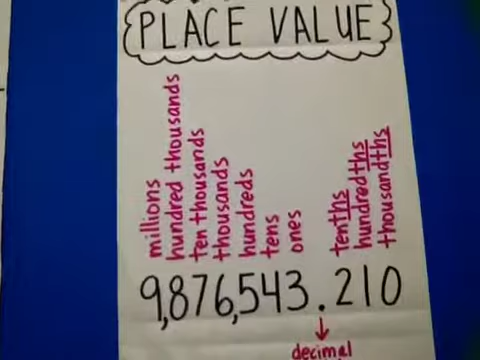 PLACE VALUE
millions
hundred thousands
ten thousands
thousands
hundreds
tens
ones
tenths
hundredths
thousandths
9,876,543.210
decimal